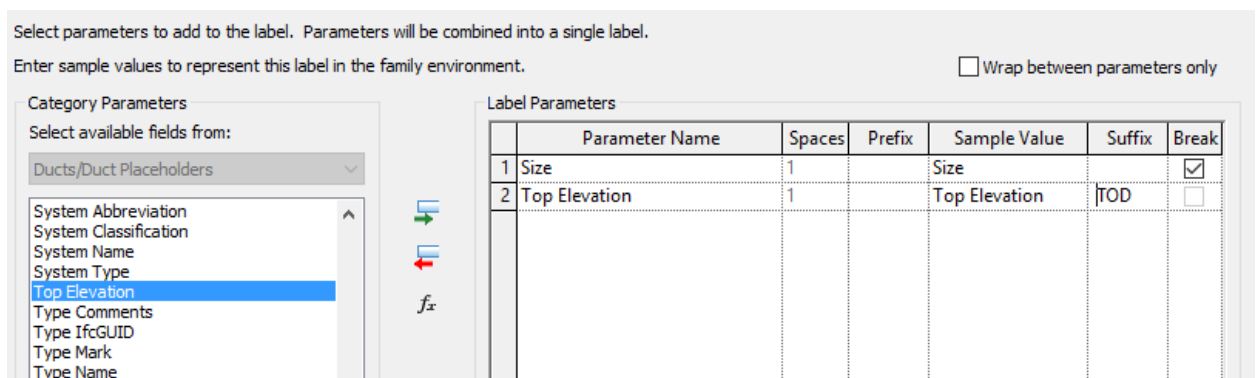 Select parameters to add to the label. Parameters will be combined into a single label.
Enter sample values to represent this label in the family environment.
Wrap between parameters only
Category Parameters
Select available fields from:
Ducts/Duct Placeholders
System Abbreviation
System Classification
System Name
System Type
Top Elevation
Type Comments
Type IfcGUID
Type Mark
Type Name
fx
Label Parameters
Parameter Name Spaces Prefix Sample Value Suffix Break
1 Size 1 Size
2 Top Elevation 1 Top Elevation TOD